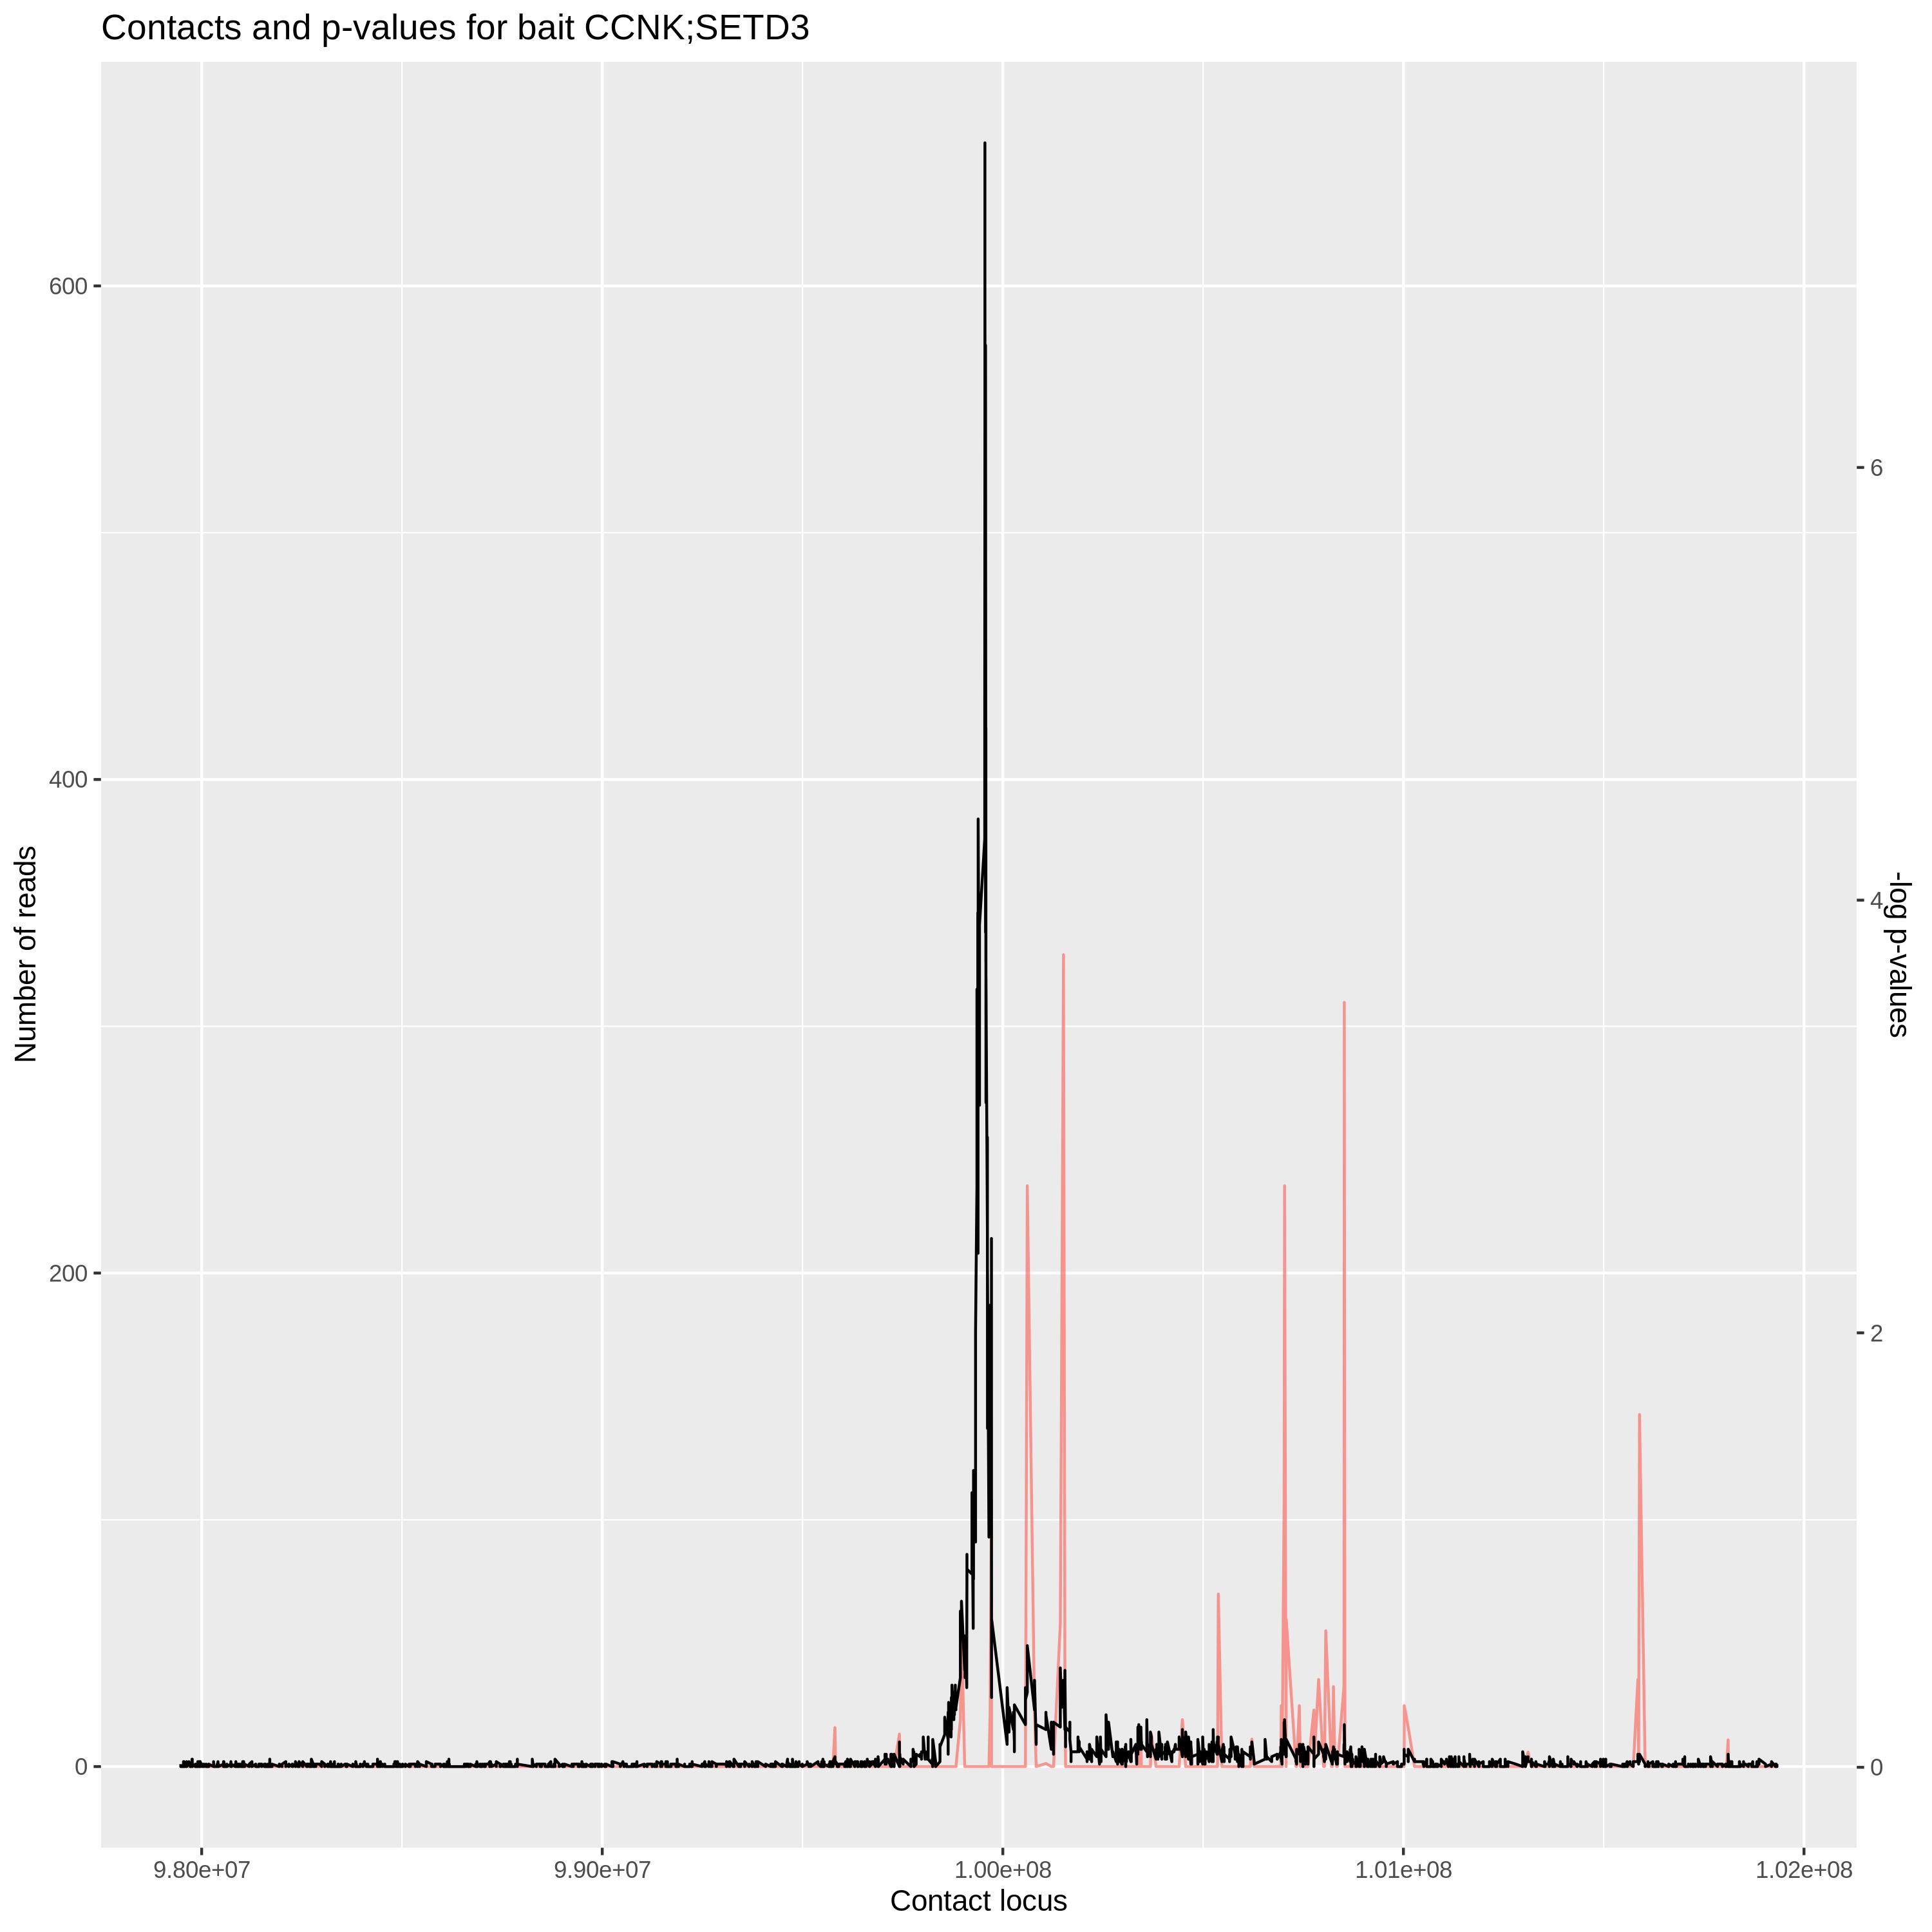 Contacts and p-values for bait CCNK;SETD3
600
400
200
0
Number of reads
6
4
2
0
-log p-values
9.80e+07
9.90e+07
1.00e+08
1.01e+08
1.02e+08
Contact locus